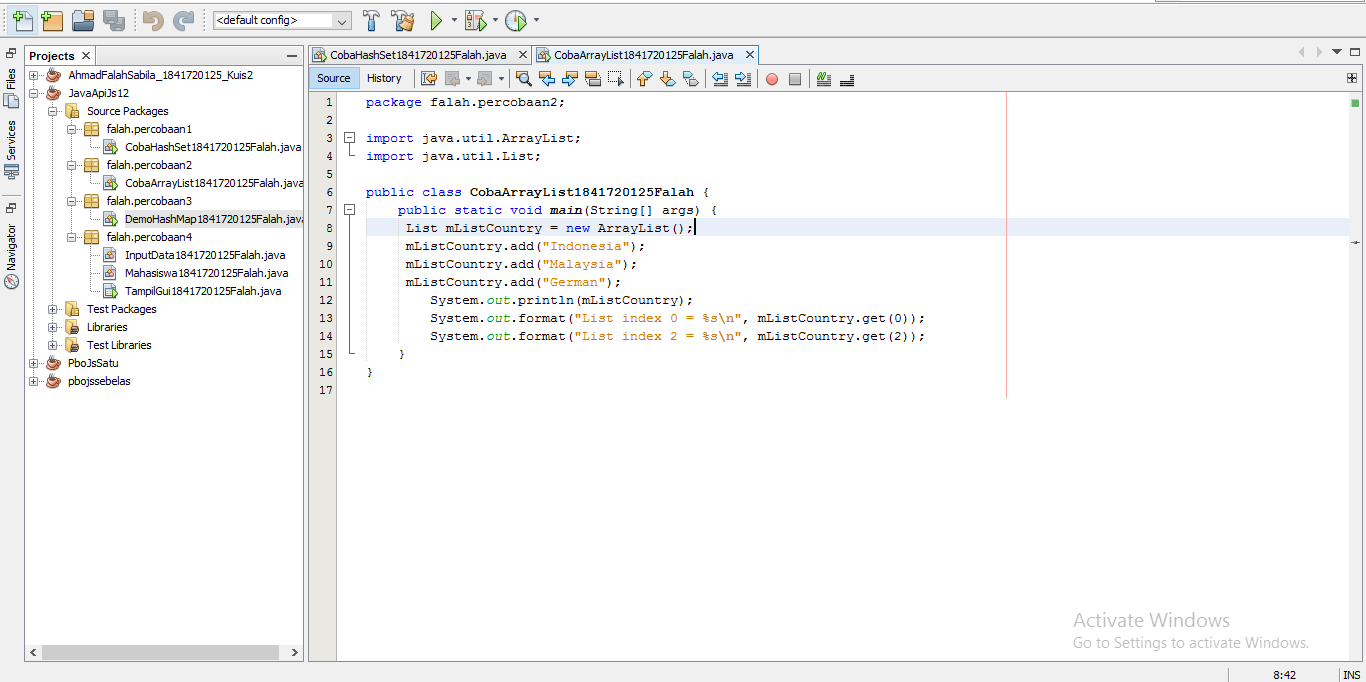 <default config>
Files
Services
Navigator
Projects
AhmadFalahSabila_1841720125_Kuis2
JavaApiJs12
Source Packages
falah.percobaan1
CobaHashSet1841720125Falah.java
falah.percobaan2
CobaArrayList1841720125Falah.java
falah.percobaan3
DemoHashMap1841720125Falah.java
falah.percobaan4
InputData1841720125Falah.java
Mahasiswa1841720125Falah.java
TampilGui1841720125Falah.java
Test Packages
Libraries
Test Libraries
PboJsSatu
pbojssebelas
CobaHashSet1841720125Falah.java CobaArrayList1841720125Falah.java
Source History
1 package falah.percobaan2;
2
3 import java.util.ArrayList;
4 import java.util.List;
5
6 public class CobaArrayList1841720125Falah {
7 public static void main(String[] args) {
8 List mListCountry = new ArrayList();
9 mListCountry.add("Indonesia");
10 mListCountry.add("Malaysia");
11 mListCountry.add("German");
12 System.out.println(mListCountry);
13 System.out.format("List index 0 = %s\n", mListCountry.get(0));
14 System.out.format("List index 2 = %s\n", mListCountry.get(2));
15 }
16 }
17
Activate Windows
Go to Settings to activate Windows.
8:42 INS